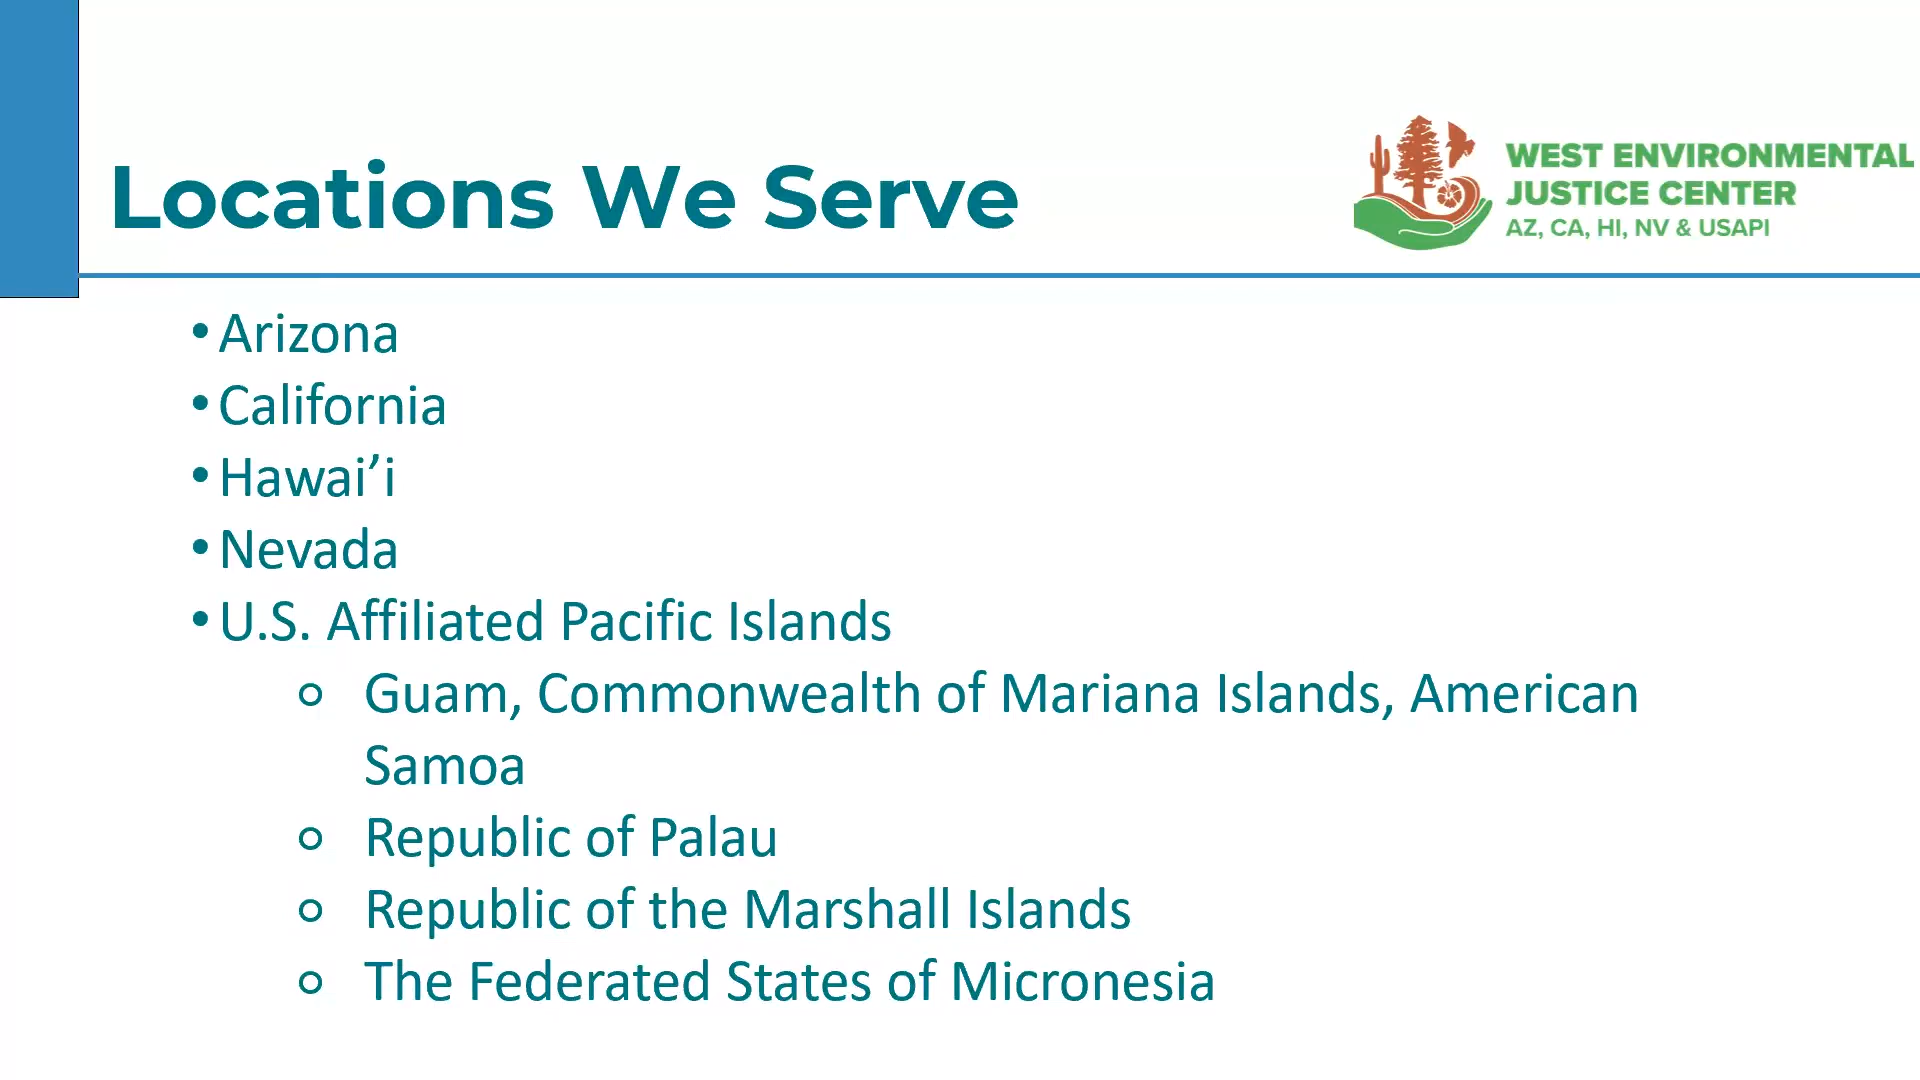 Locations We Serve
WEST ENVIRONMENTAL
JUSTICE CENTER
AZ, CA, HI, NV & USAPI
• Arizona
• California
• Hawai’i
• Nevada
• U.S. Affiliated Pacific Islands
o Guam, Commonwealth of Mariana Islands, American
Samoa
o Republic of Palau
o Republic of the Marshall Islands
o The Federated States of Micronesia